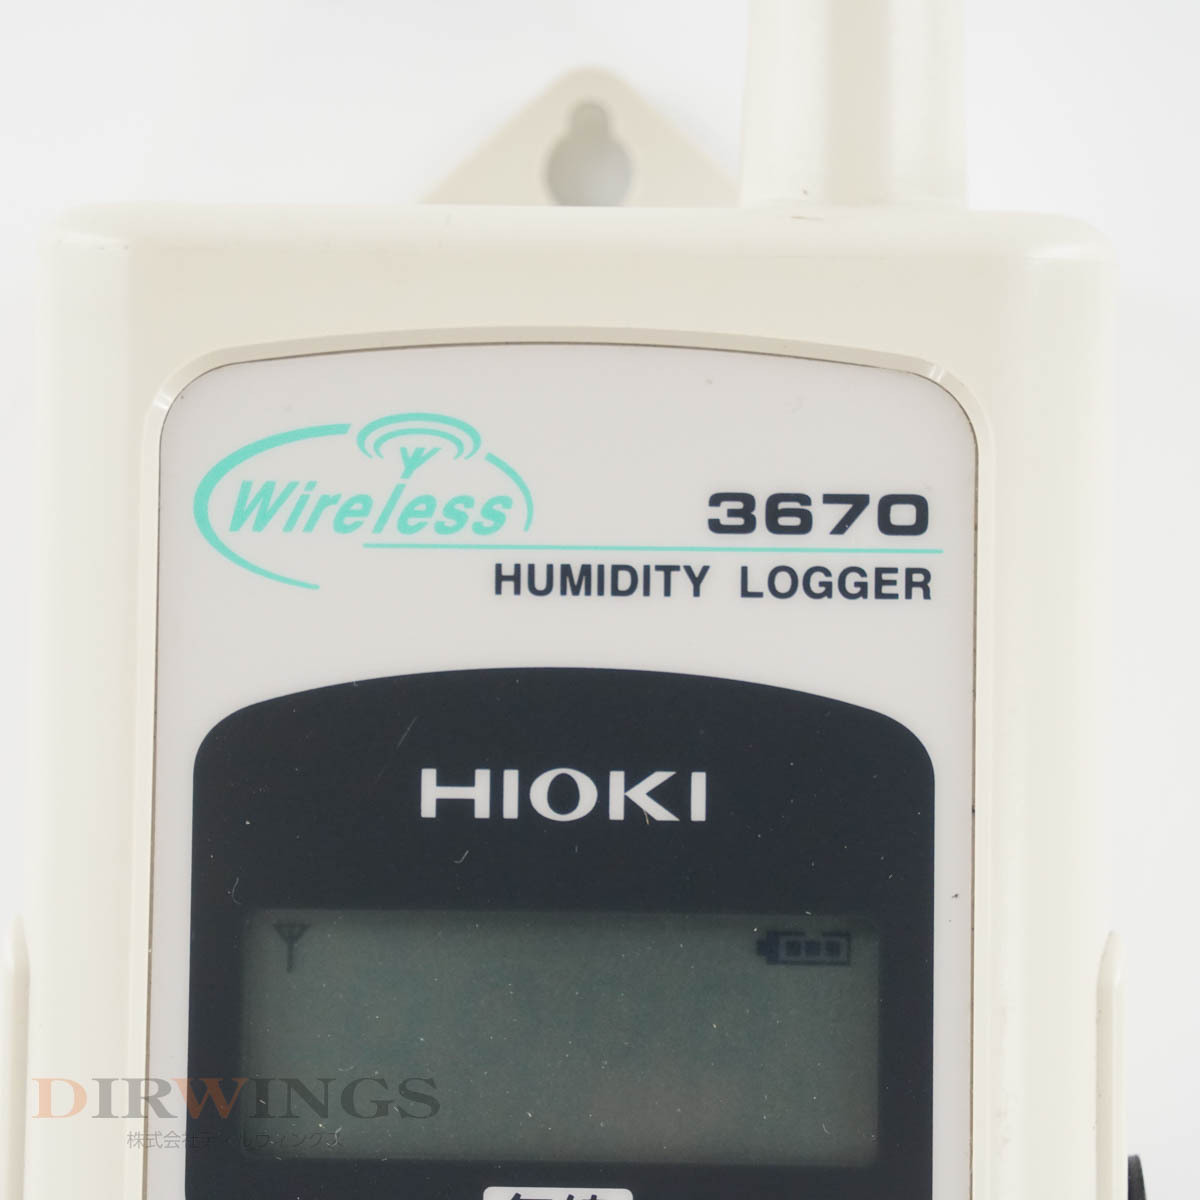 Wireless
3670
HUMIDITY LOGGER
HIOKI
DIRWINGS